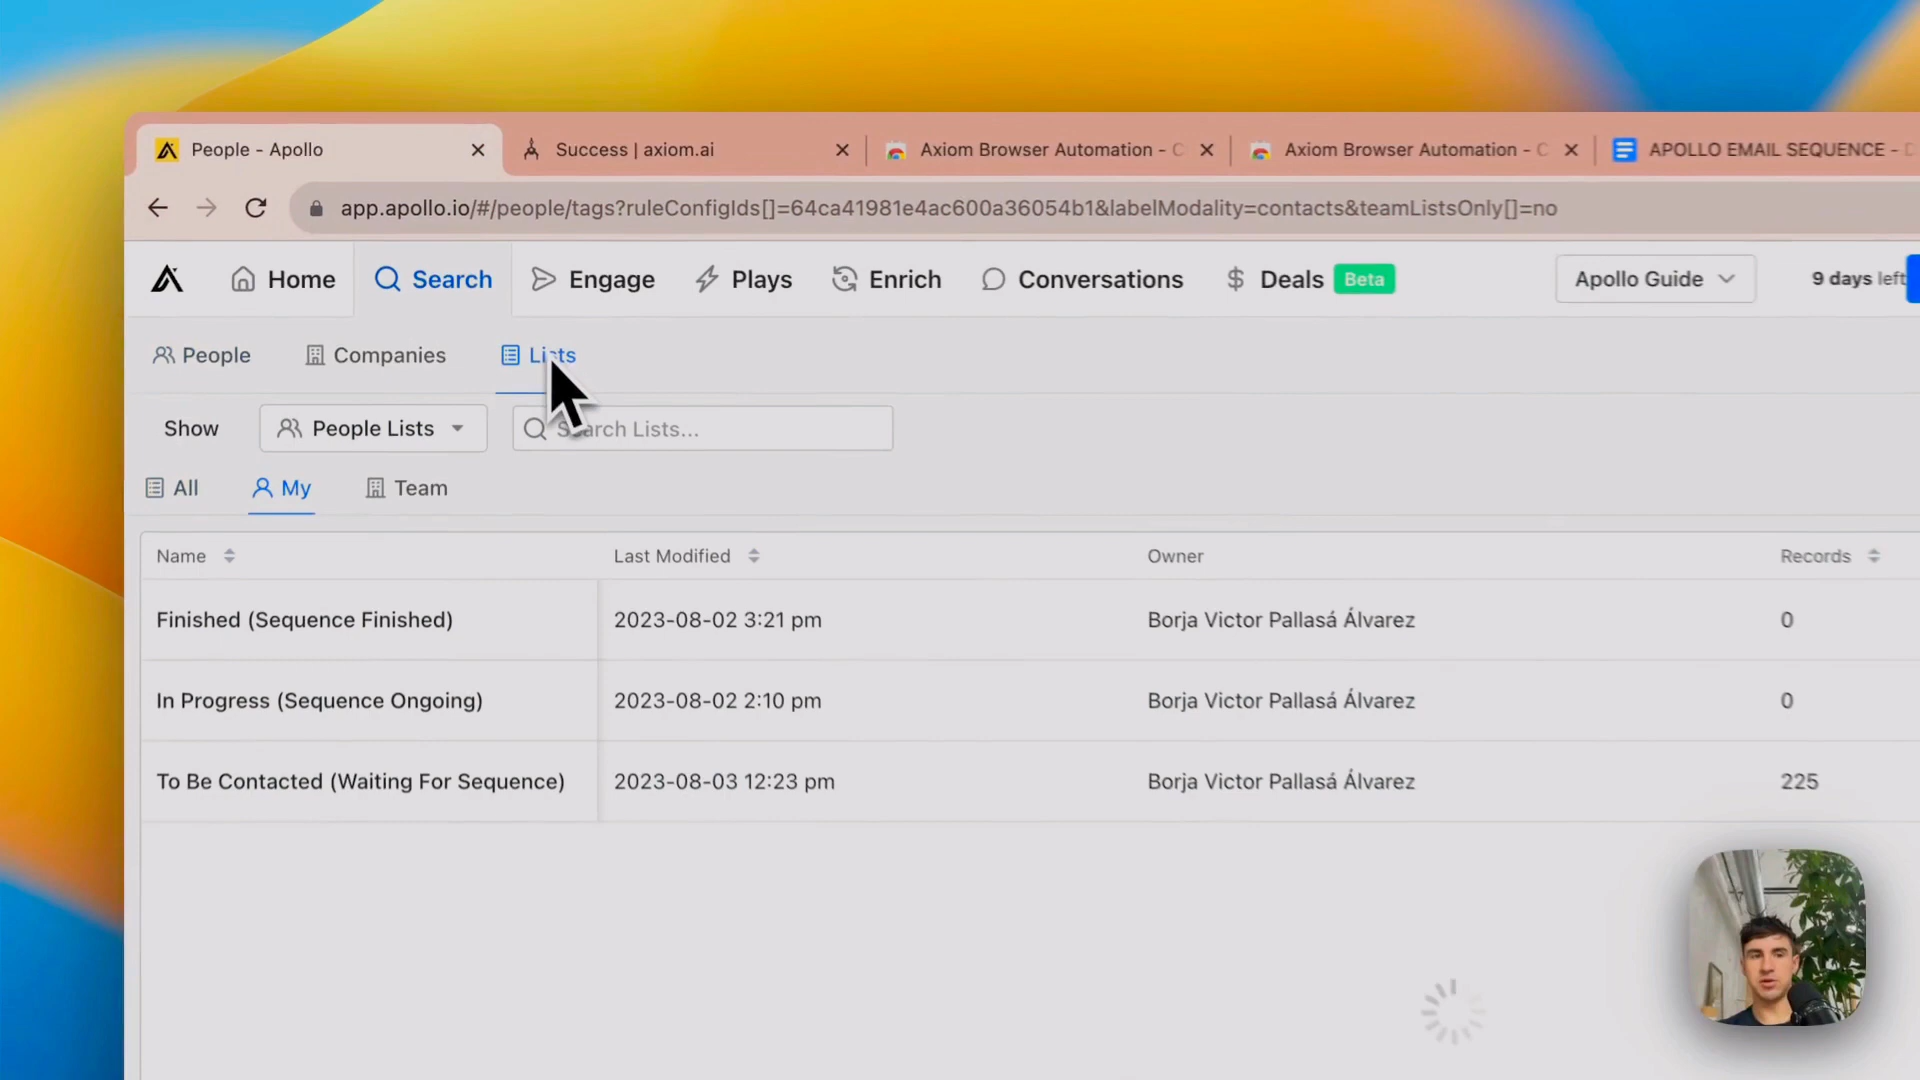 People - Apollo
Success | axiom.ai
Axiom Browser Automation - C
Axiom Browser Automation - C
APOLLO EMAIL SEQUENCE -
app.apollo.io/#/people/tags?ruleConfigIds[]=64ca41981e4ac600a36054b1&labelModality=contacts&teamListsOnly[]=no
Home Search Engage Plays Enrich Conversations Deals Beta Apollo Guide 9 days left
People Companies Lists
Show People Lists Search Lists...
All My Team
Name Last Modified Owner Records
Finished (Sequence Finished) 2023-08-02 3:21 pm Borja Victor Pallasá Álvarez 0
In Progress (Sequence Ongoing) 2023-08-02 2:10 pm Borja Victor Pallasá Álvarez 0
To Be Contacted (Waiting For Sequence) 2023-08-03 12:23 pm Borja Victor Pallasá Álvarez 225